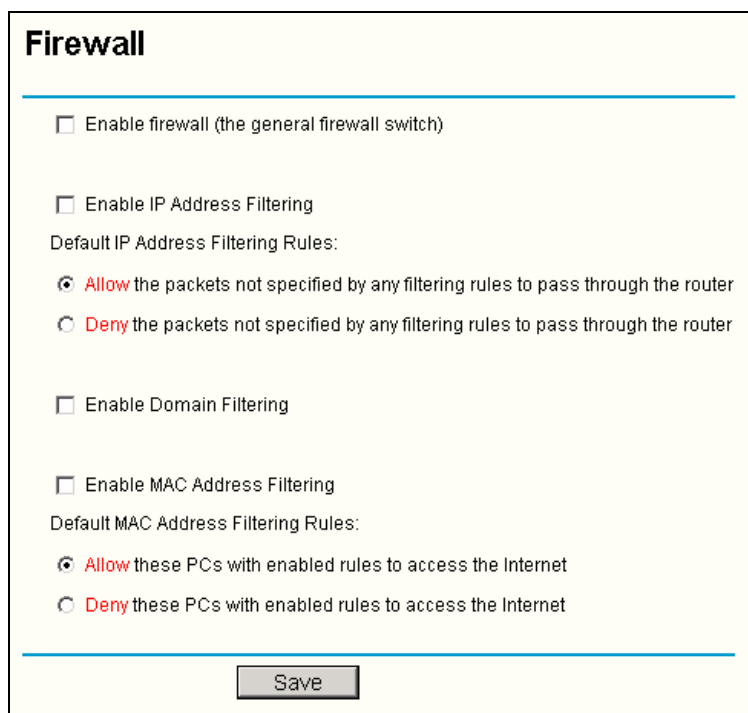 Firewall
Enable firewall (the general firewall switch)
Enable IP Address Filtering
Default IP Address Filtering Rules:
Allow the packets not specified by any filtering rules to pass through the router
Deny the packets not specified by any filtering rules to pass through the router
Enable Domain Filtering
Enable MAC Address Filtering
Default MAC Address Filtering Rules:
Allow these PCs with enabled rules to access the Internet
Deny these PCs with enabled rules to access the Internet
Save